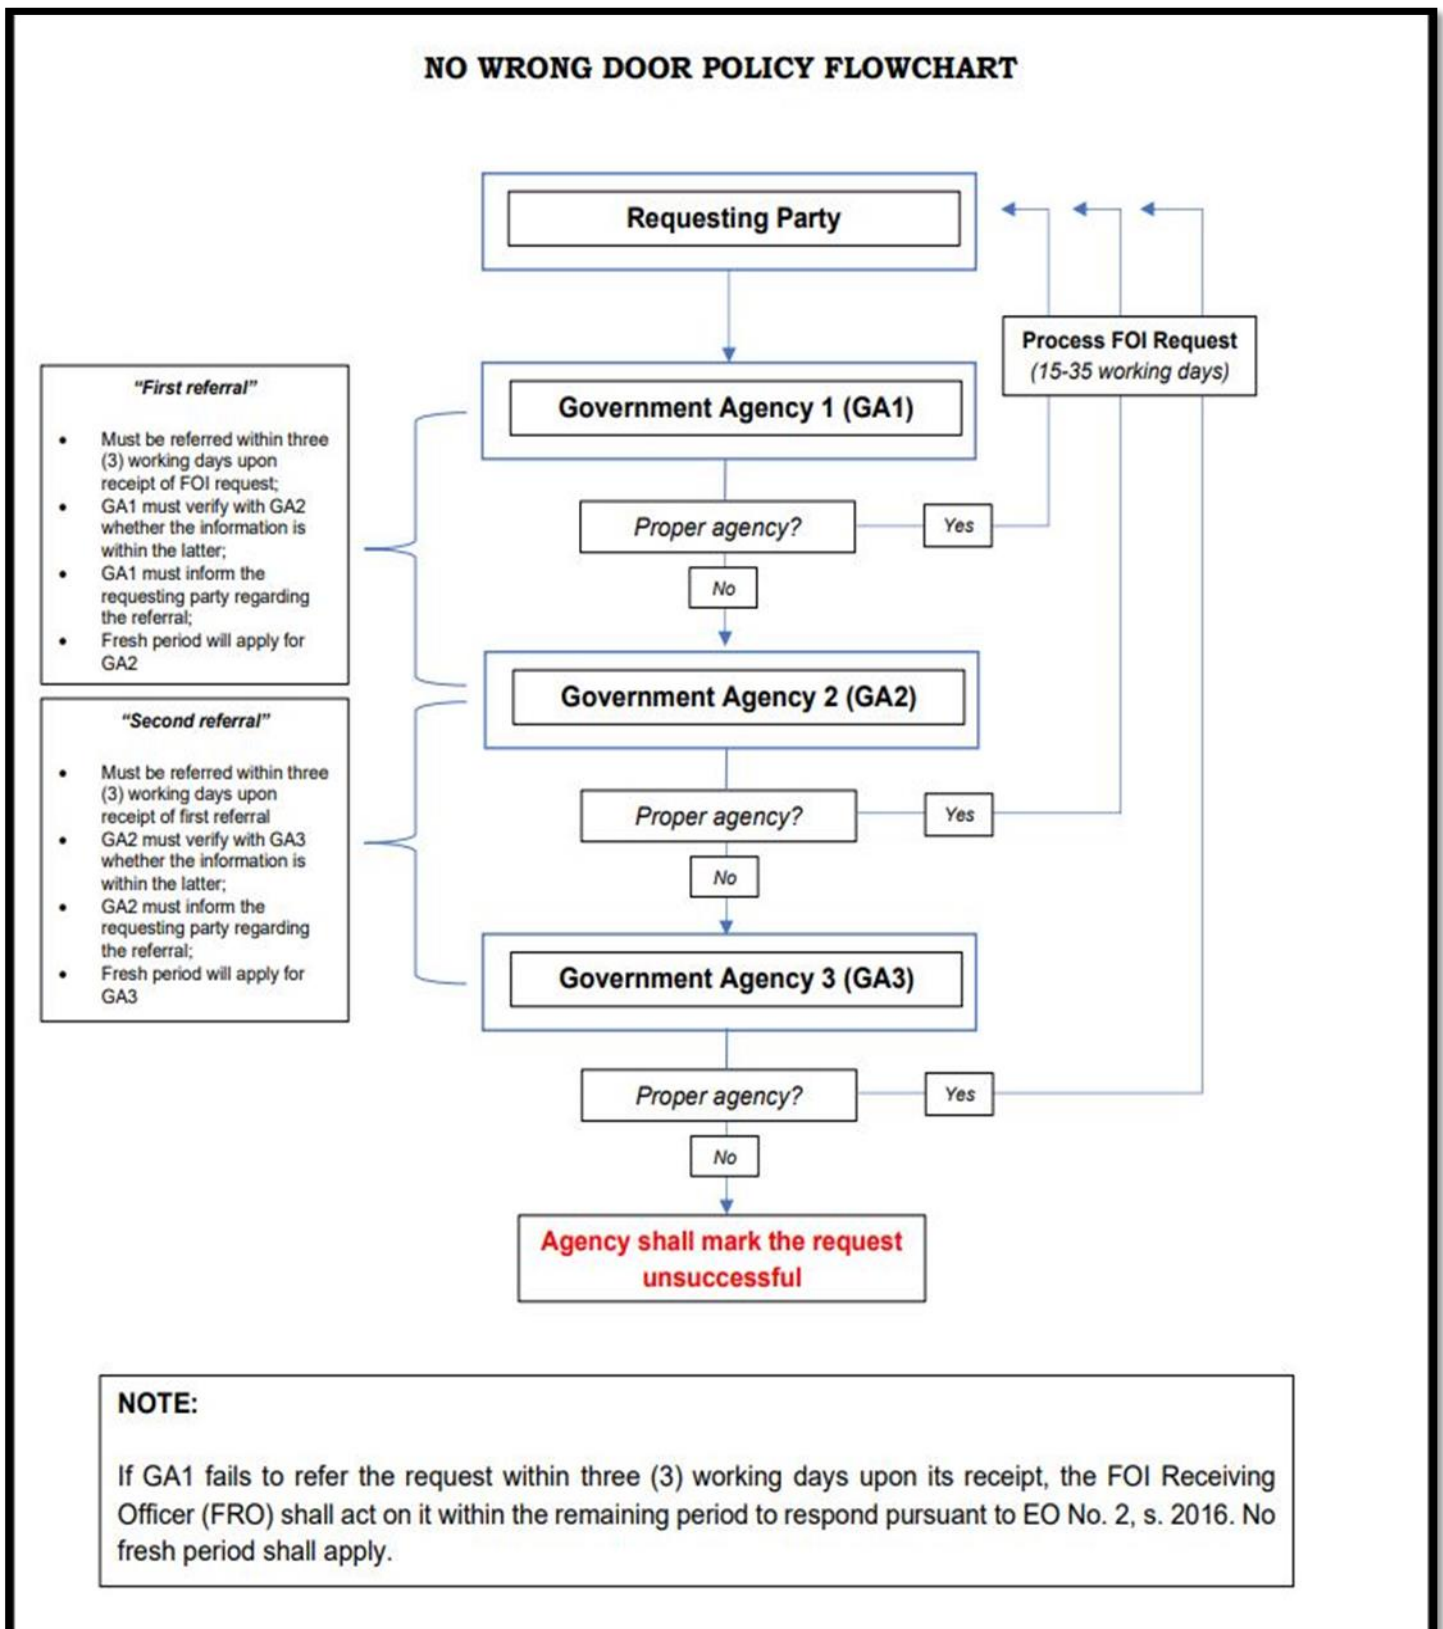 NO WRONG DOOR POLICY FLOWCHART
Requesting Party
Process FOI Request
(15-35 working days)
Government Agency 1 (GA1)
"First referral"
• Must be referred within three
(3) working days upon
receipt of FOI request;
• GA1 must verify with GA2
whether the information is
within the latter;
• GA1 must inform the
requesting party regarding
the referral;
• Fresh period will apply for
GA2
Proper agency?
Yes
No
Government Agency 2 (GA2)
"Second referral"
• Must be referred within three
(3) working days upon
receipt of first referral
• GA2 must verify with GA3
whether the information is
within the latter;
• GA2 must inform the
requesting party regarding
the referral;
• Fresh period will apply for
GA3
Proper agency?
Yes
No
Government Agency 3 (GA3)
Proper agency?
Yes
No
Agency shall mark the request
unsuccessful
NOTE:
If GA1 fails to refer the request within three (3) working days upon its receipt, the FOI Receiving
Officer (FRO) shall act on it within the remaining period to respond pursuant to EO No. 2, s. 2016. No
fresh period shall apply.